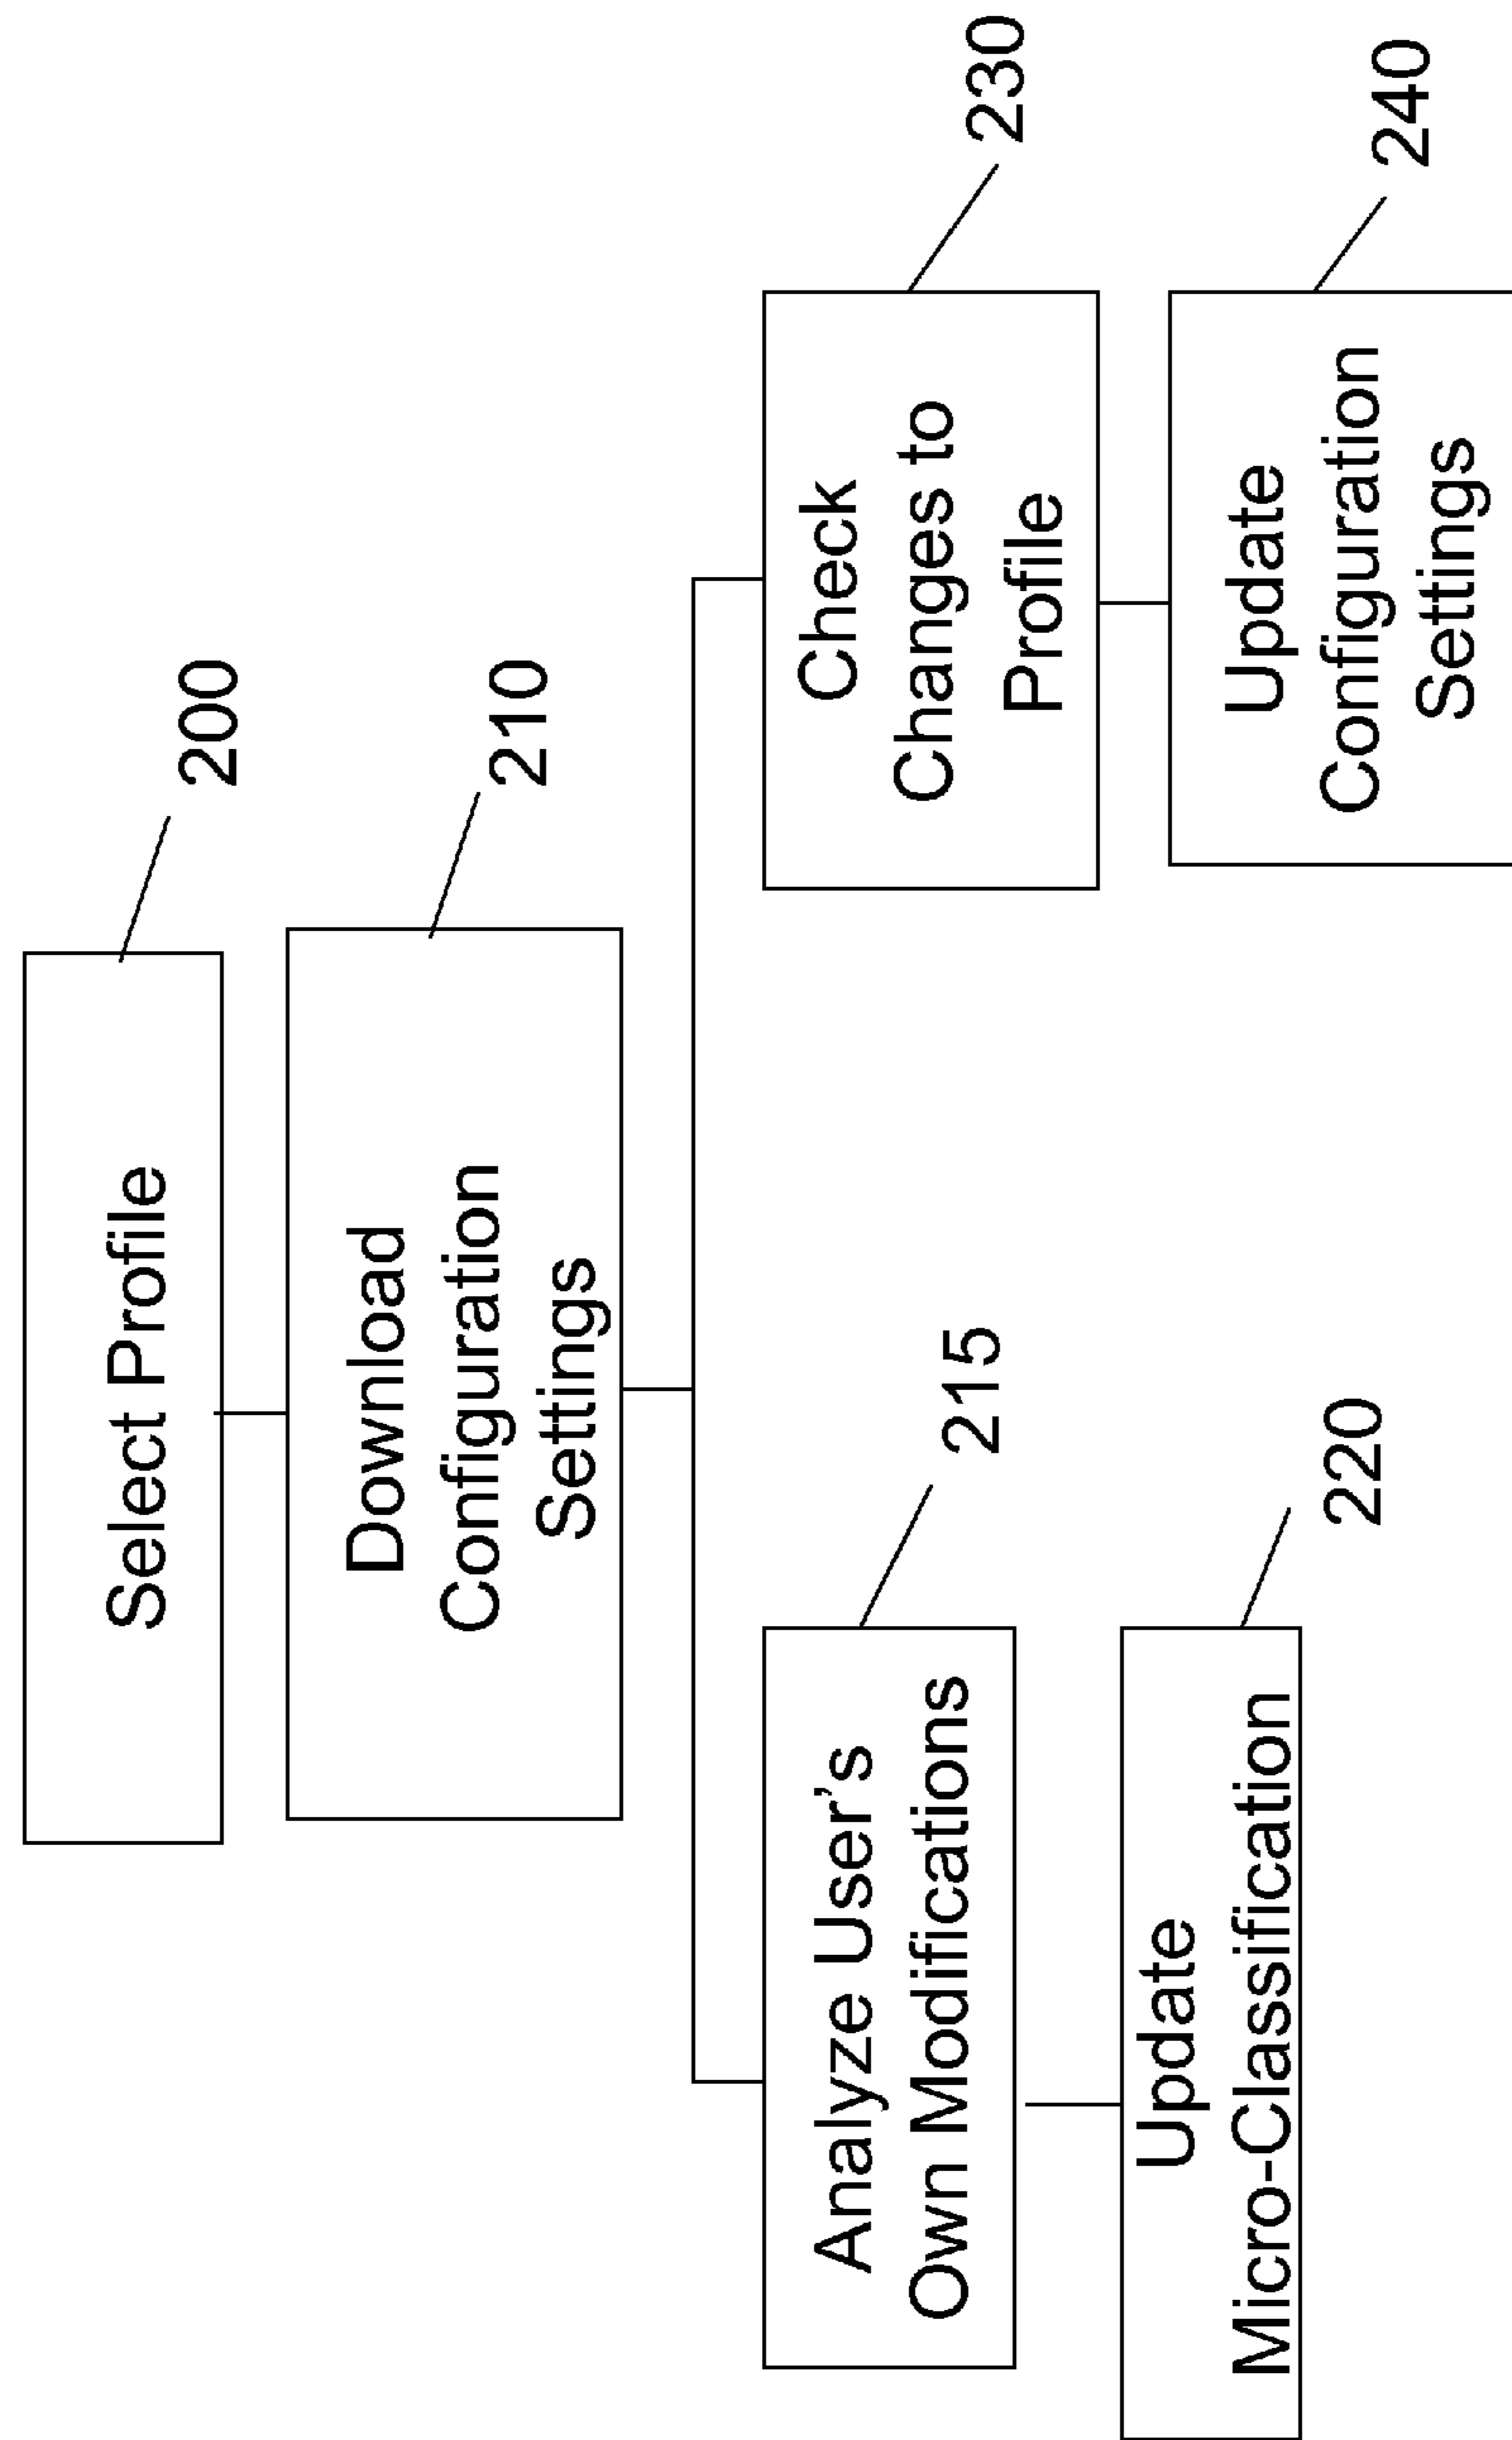 Select Profile
200
Download
Configuration
Settings
210
Analyze User’s
Own Modifications
215
Update
Micro-Classification
220
Check
Changes to
Profile
230
Update
Configuration
Settings
240